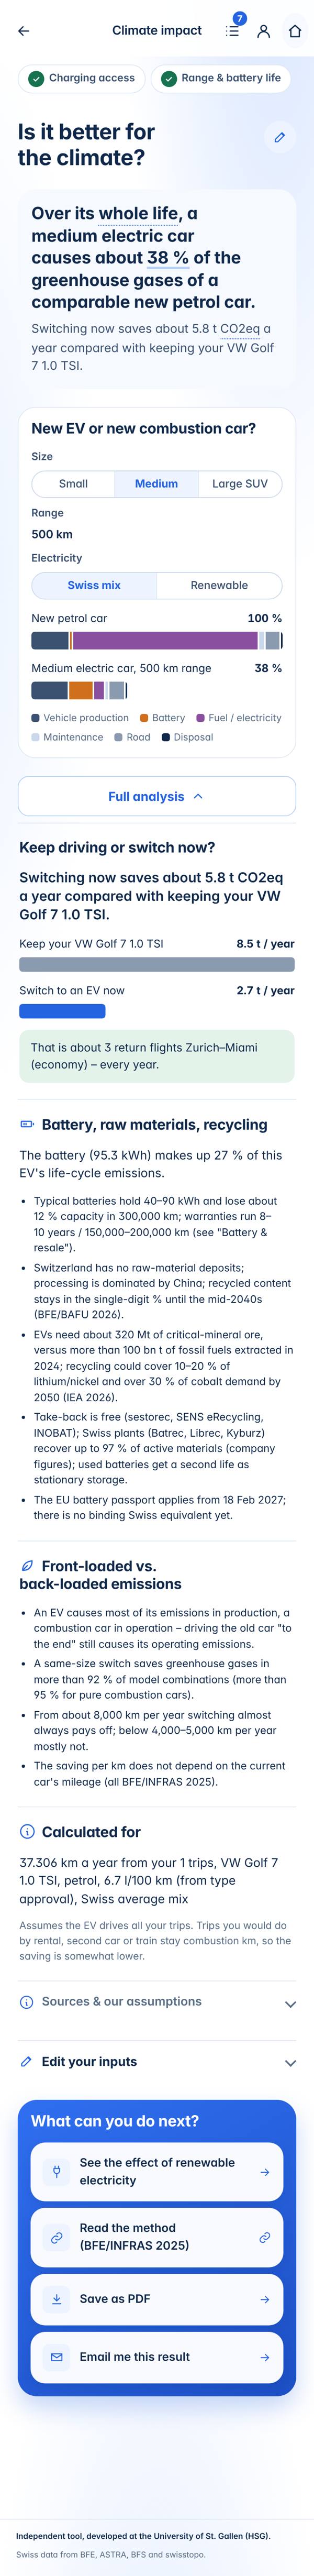 Climate impact
7
Charging access
Range & battery life
Is it better for
the climate?
Over its whole life, a
medium electric car
causes about 38 % of the
greenhouse gases of a
comparable new petrol car.
Switching now saves about 5.8 t CO2eq a
year compared with keeping your VW Golf
7 1.0 TSI.
New EV or new combustion car?
Size
Small
Medium
Large SUV
Range
500 km
Electricity
Swiss mix
Renewable
New petrol car
100 %
Medium electric car, 500 km range
38 %
Vehicle production
Battery
Fuel / electricity
Maintenance
Road
Disposal
Full analysis
Keep driving or switch now?
Switching now saves about 5.8 t CO2eq
a year compared with keeping your VW
Golf 7 1.0 TSI.
Keep your VW Golf 7 1.0 TSI
8.5 t / year
Switch to an EV now
2.7 t / year
That is about 3 return flights Zurich–Miami
(economy) – every year.
Battery, raw materials, recycling
The battery (95.3 kWh) makes up 27 % of this
EV's life-cycle emissions.
• Typical batteries hold 40–90 kWh and lose about
12 % capacity in 300,000 km; warranties run 8–
10 years / 150,000–200,000 km (see "Battery &
resale").
• Switzerland has no raw-material deposits;
processing is dominated by China; recycled content
stays in the single-digit % until the mid-2040s
(BFE/BAFU 2026).
• EVs need about 320 Mt of critical-mineral ore,
versus more than 100 bn t of fossil fuels extracted in
2024; recycling could cover 10–20 % of
lithium/nickel and over 30 % of cobalt demand by
2050 (IEA 2026).
• Take-back is free (sestorec, SENS eRecycling,
INOBAT); Swiss plants (Batrec, Librec, Kyburz)
recover up to 97 % of active materials (company
figures); used batteries get a second life as
stationary storage.
• The EU battery passport applies from 18 Feb 2027;
there is no binding Swiss equivalent yet.
Front-loaded vs.
back-loaded emissions
• An EV causes most of its emissions in production, a
combustion car in operation – driving the old car "to
the end" still causes its operating emissions.
• A same-size switch saves greenhouse gases in
more than 92 % of model combinations (more than
95 % for pure combustion cars).
• From about 8,000 km per year switching almost
always pays off; below 4,000–5,000 km per year
mostly not.
• The saving per km does not depend on the current
car's mileage (all BFE/INFRAS 2025).
Calculated for
37.306 km a year from your 1 trips, VW Golf 7
1.0 TSI, petrol, 6.7 l/100 km (from type
approval), Swiss average mix
Assumes the EV drives all your trips. Trips you would do
by rental, second car or train stay combustion km, so the
saving is somewhat lower.
Sources & our assumptions
Edit your inputs
What can you do next?
See the effect of renewable
electricity
Read the method
(BFE/INFRAS 2025)
Save as PDF
Email me this result
Independent tool, developed at the University of St. Gallen (HSG).
Swiss data from BFE, ASTRA, BFS and swisstopo.